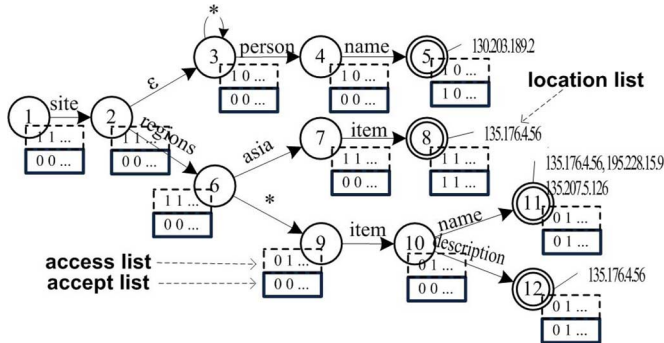 *
3
person
4
name
5
130.203.189.2
1 0 ...
1 0 ...
1 0 ...
0 0 ...
0 0 ...
1 0 ...
ε
location list
1
site
2
1 1 ...
1 1 ...
0 0 ...
0 0 ...
regions
asia
7
item
8
135.176.4.56
1 1 ...
1 1 ...
0 0 ...
1 1 ...
6
1 1 ...
0 0 ...
*
135.176.4.56, 195.228.15.9
135.207.5.126
name
11
0 1 ...
0 1 ...
9
item
10
description
access list
0 1 ...
0 1 ...
accept list
0 0 ...
0 0 ...
12
135.176.4.56
0 1 ...
0 1 ...